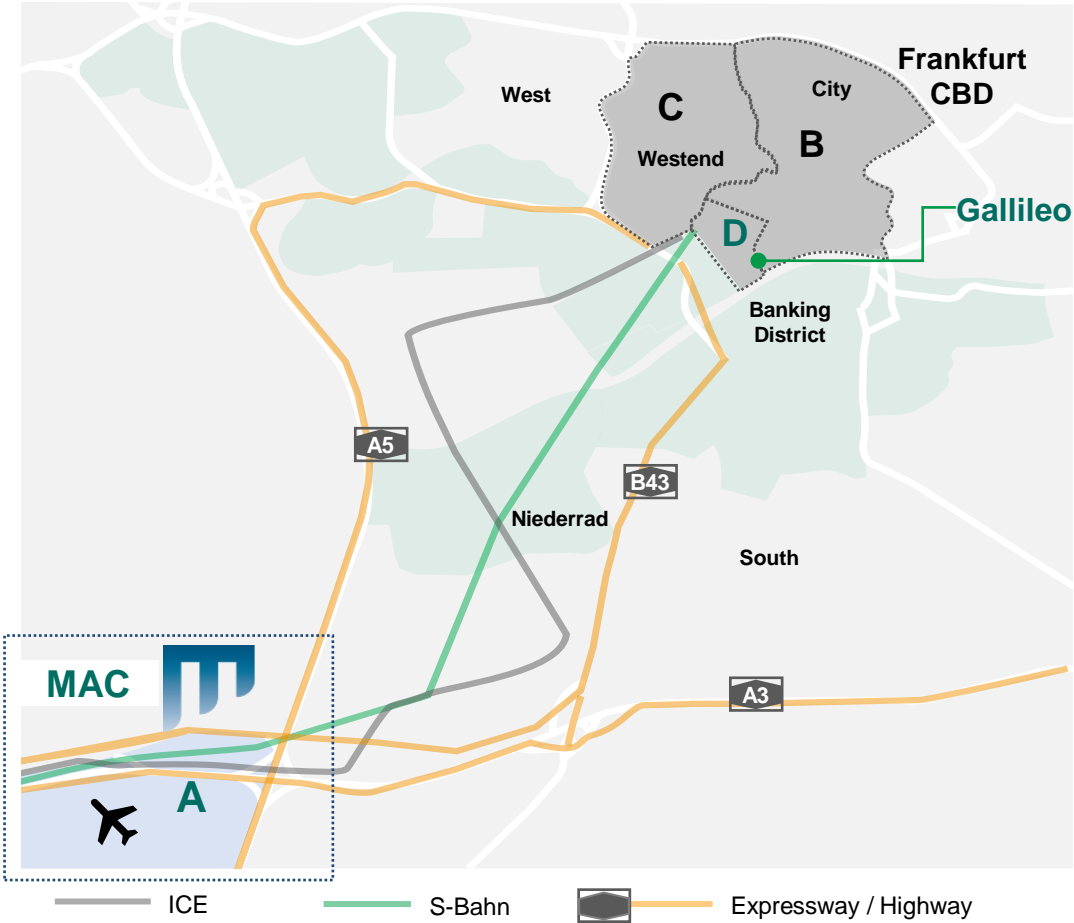 Frankfurt
CBD
City
West
C
B
Westend
Gallileo
D
Banking
District
A5
B43
Niederrad
South
MAC
A3
A
ICE
S-Bahn
Expressway / Highway